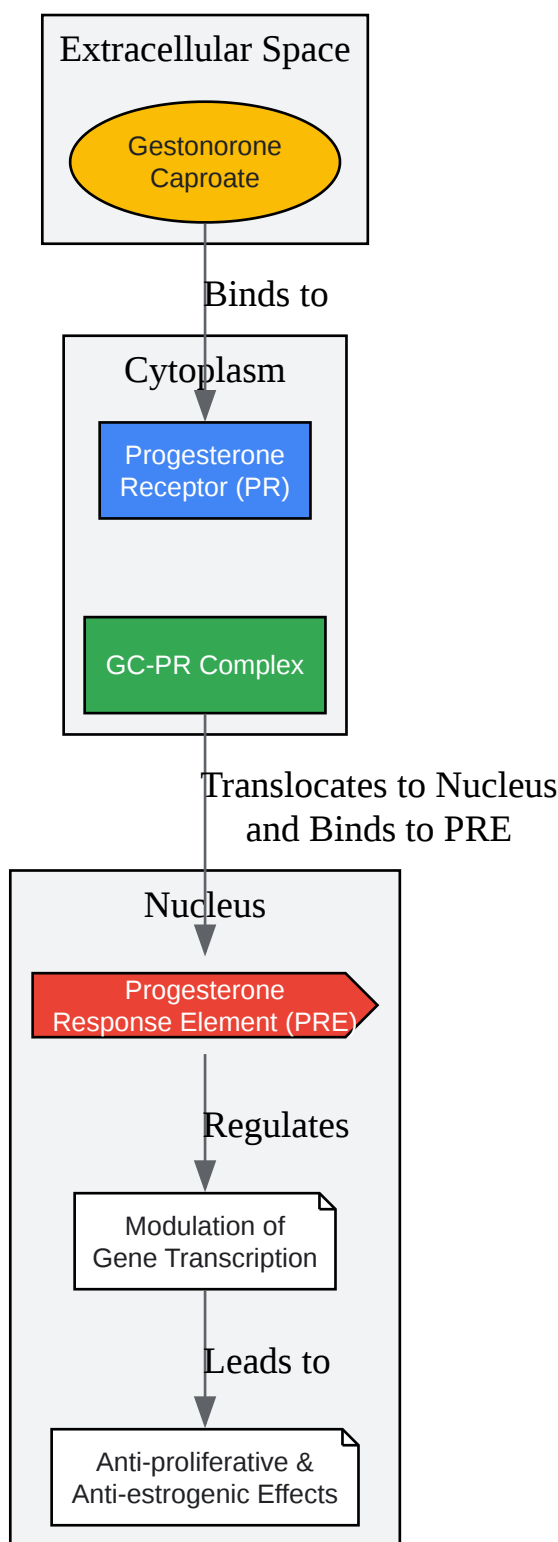 Extracellular Space
Gestonorone
Caproate
Binds to
Cytoplasm
Progesterone
Receptor (PR)
GC-PR Complex
Translocates to Nucleus
and Binds to PRE
Nucleus
Progesterone
Response Element (PRE)
Regulates
Modulation of
Gene Transcription
Leads to
Anti-proliferative &
Anti-estrogenic Effects